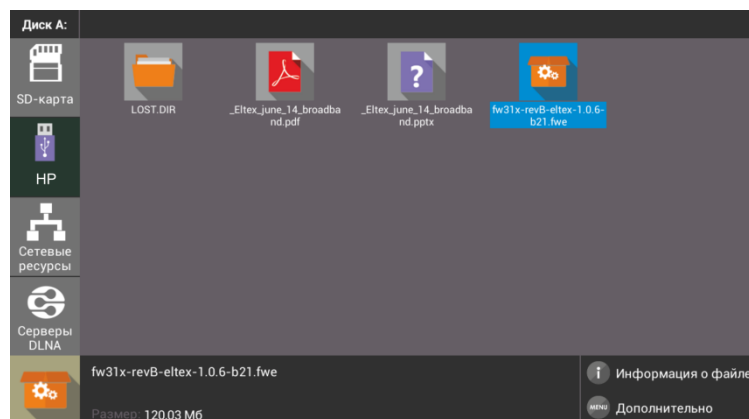 Диск A:
SD-карта
HP
Сетевые
ресурсы
Серверы
DLNA
LOST.DIR
_Eltex_june_14_broadba
nd.pdf
_Eltex_june_14_broadba
nd.pptx
fw31x-revB-eltex-1.0.6-
b21.fwe
fw31x-revB-eltex-1.0.6-b21.fwe
Размер: 120.03 Мб
i Информация о файле
MENU Дополнительно